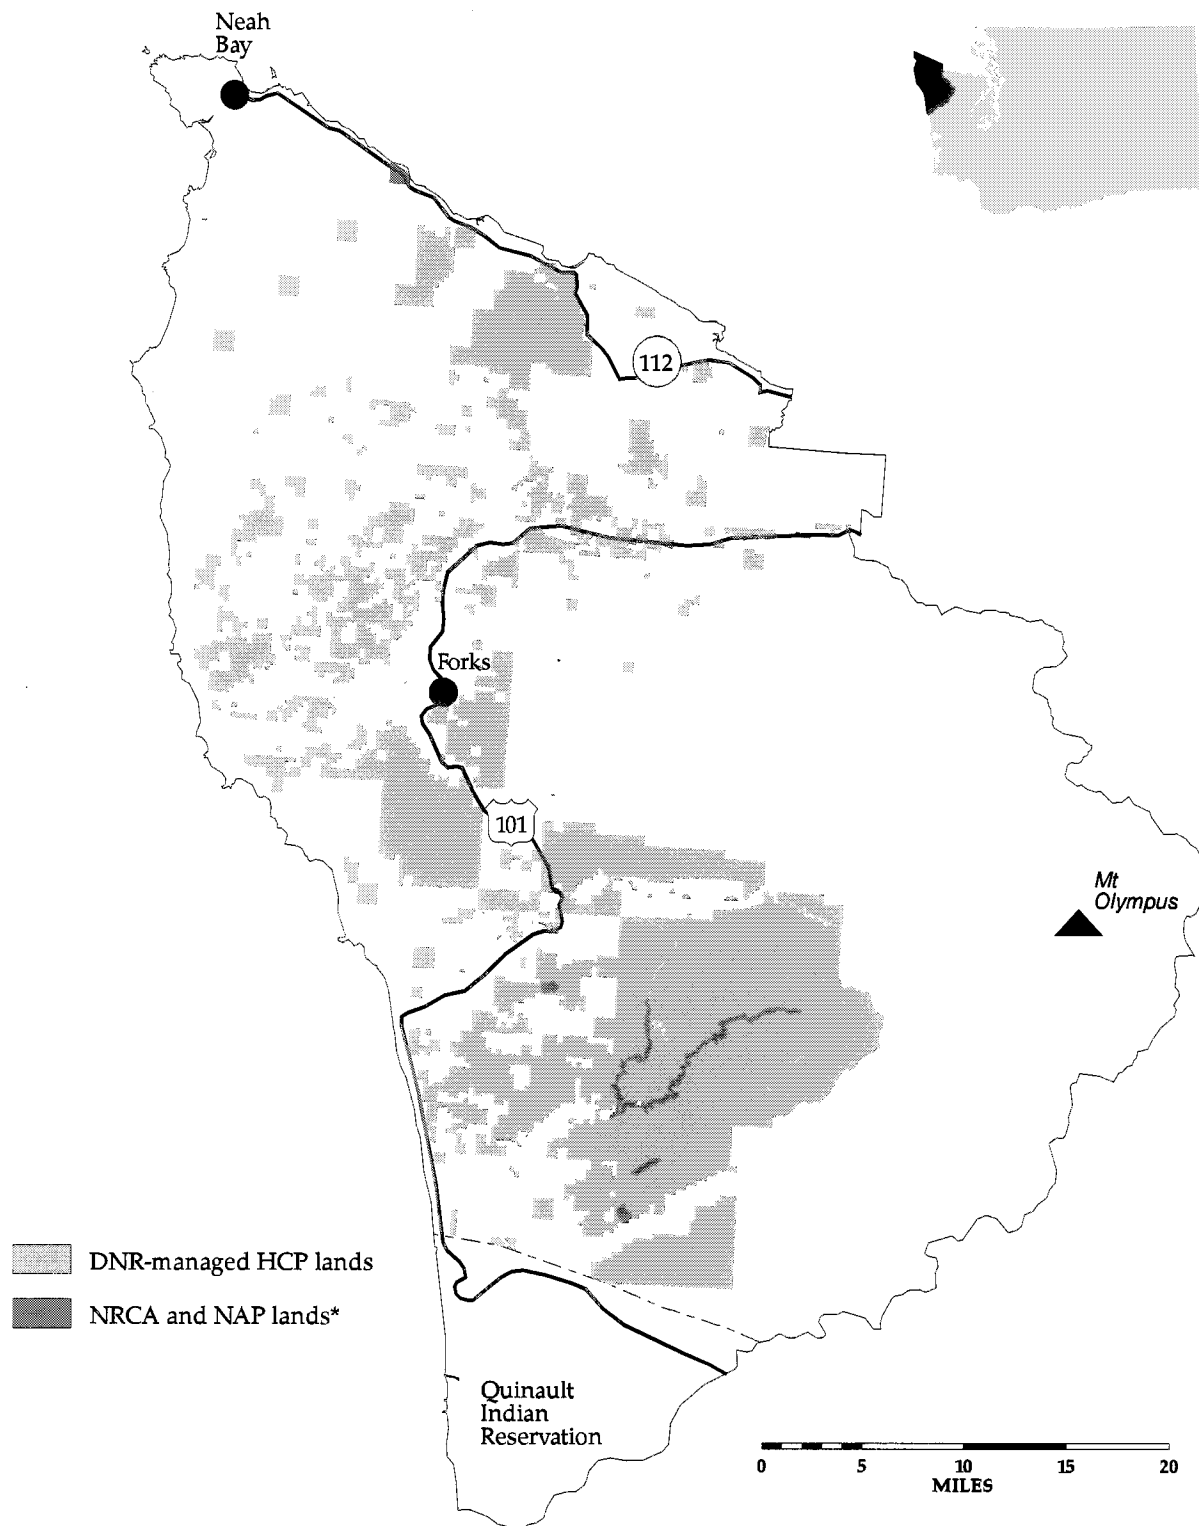 Neah
Bay
112
Forks
101
Mt
Olympus
DNR-managed HCP lands
NRCA and NAP lands*
Quinault
Indian
Reservation
0 5 10 15 20
MILES